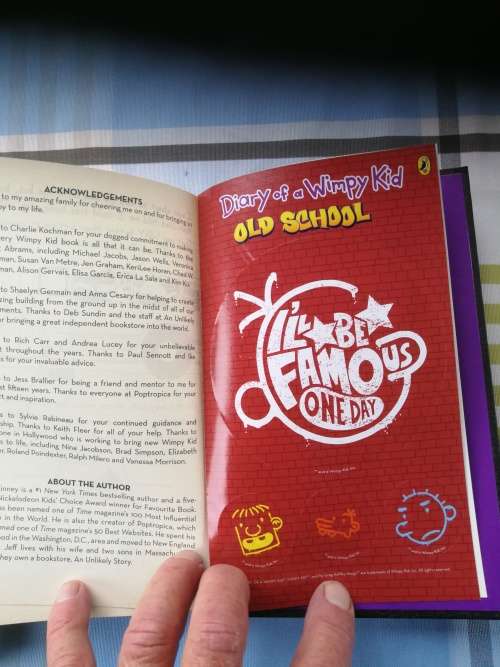 ACKNOWLEDGEMENTS
to my amazing family for cheering me on and for bringing
joy to my life.
to Charlie Kochman for your dogged commitment to making
very Wimpy Kid book is all that it can be. Thanks to the
Abrams, including Michael Jacobs, Jason Wells, Veronica
man, Susan Van Metre, Jen Graham, KeriLee Horan, Chad W.
man, Alison Gervais, Elisa Garcia, Erica La Sala and Kim Ku.
to Shaelyn Germain and Anna Cesary for helping to create
zing building from the ground up in the midst of all of our
ments. Thanks to Deb Sundin and the staff at An Unlikely
or bringing a great independent bookstore into the world.
to Rich Carr and Andrea Lucey for your unbelievable
t throughout the years. Thanks to Paul Sennott and Ike
s for your invaluable advice.
to Jess Brallier for being a friend and mentor to me for
st fifteen years. Thanks to everyone at Poptropica for your
rt and inspiration.
s to Sylvie Rabineau for your continued guidance and
ship. Thanks to Keith Fleer for all of your help. Thanks to
one in Hollywood who is working to bring new Wimpy Kid
s to life, including Nina Jacobson, Brad Simpson, Elizabeth
er, Roland Poindexter, Ralph Milero and Vanessa Morrison.
ABOUT THE AUTHOR
inney is a #1 New York Times bestselling author and a five-
Nickelodeon Kids' Choice Award winner for Favourite Book.
as been named one of Time magazine's 100 Most Influential
e in the World. He is also the creator of Poptropica, which
med one of Time magazine's 50 Best Websites. He spent his
ood in the Washington, D.C., area and moved to New England
Jeff lives with his wife and two sons in Massachu
they own a bookstore, An Unlikely Story.
Diary of a Wimpy Kid
OLD SCHOOL
I'LL BE
FAMOUS
ONE DAY